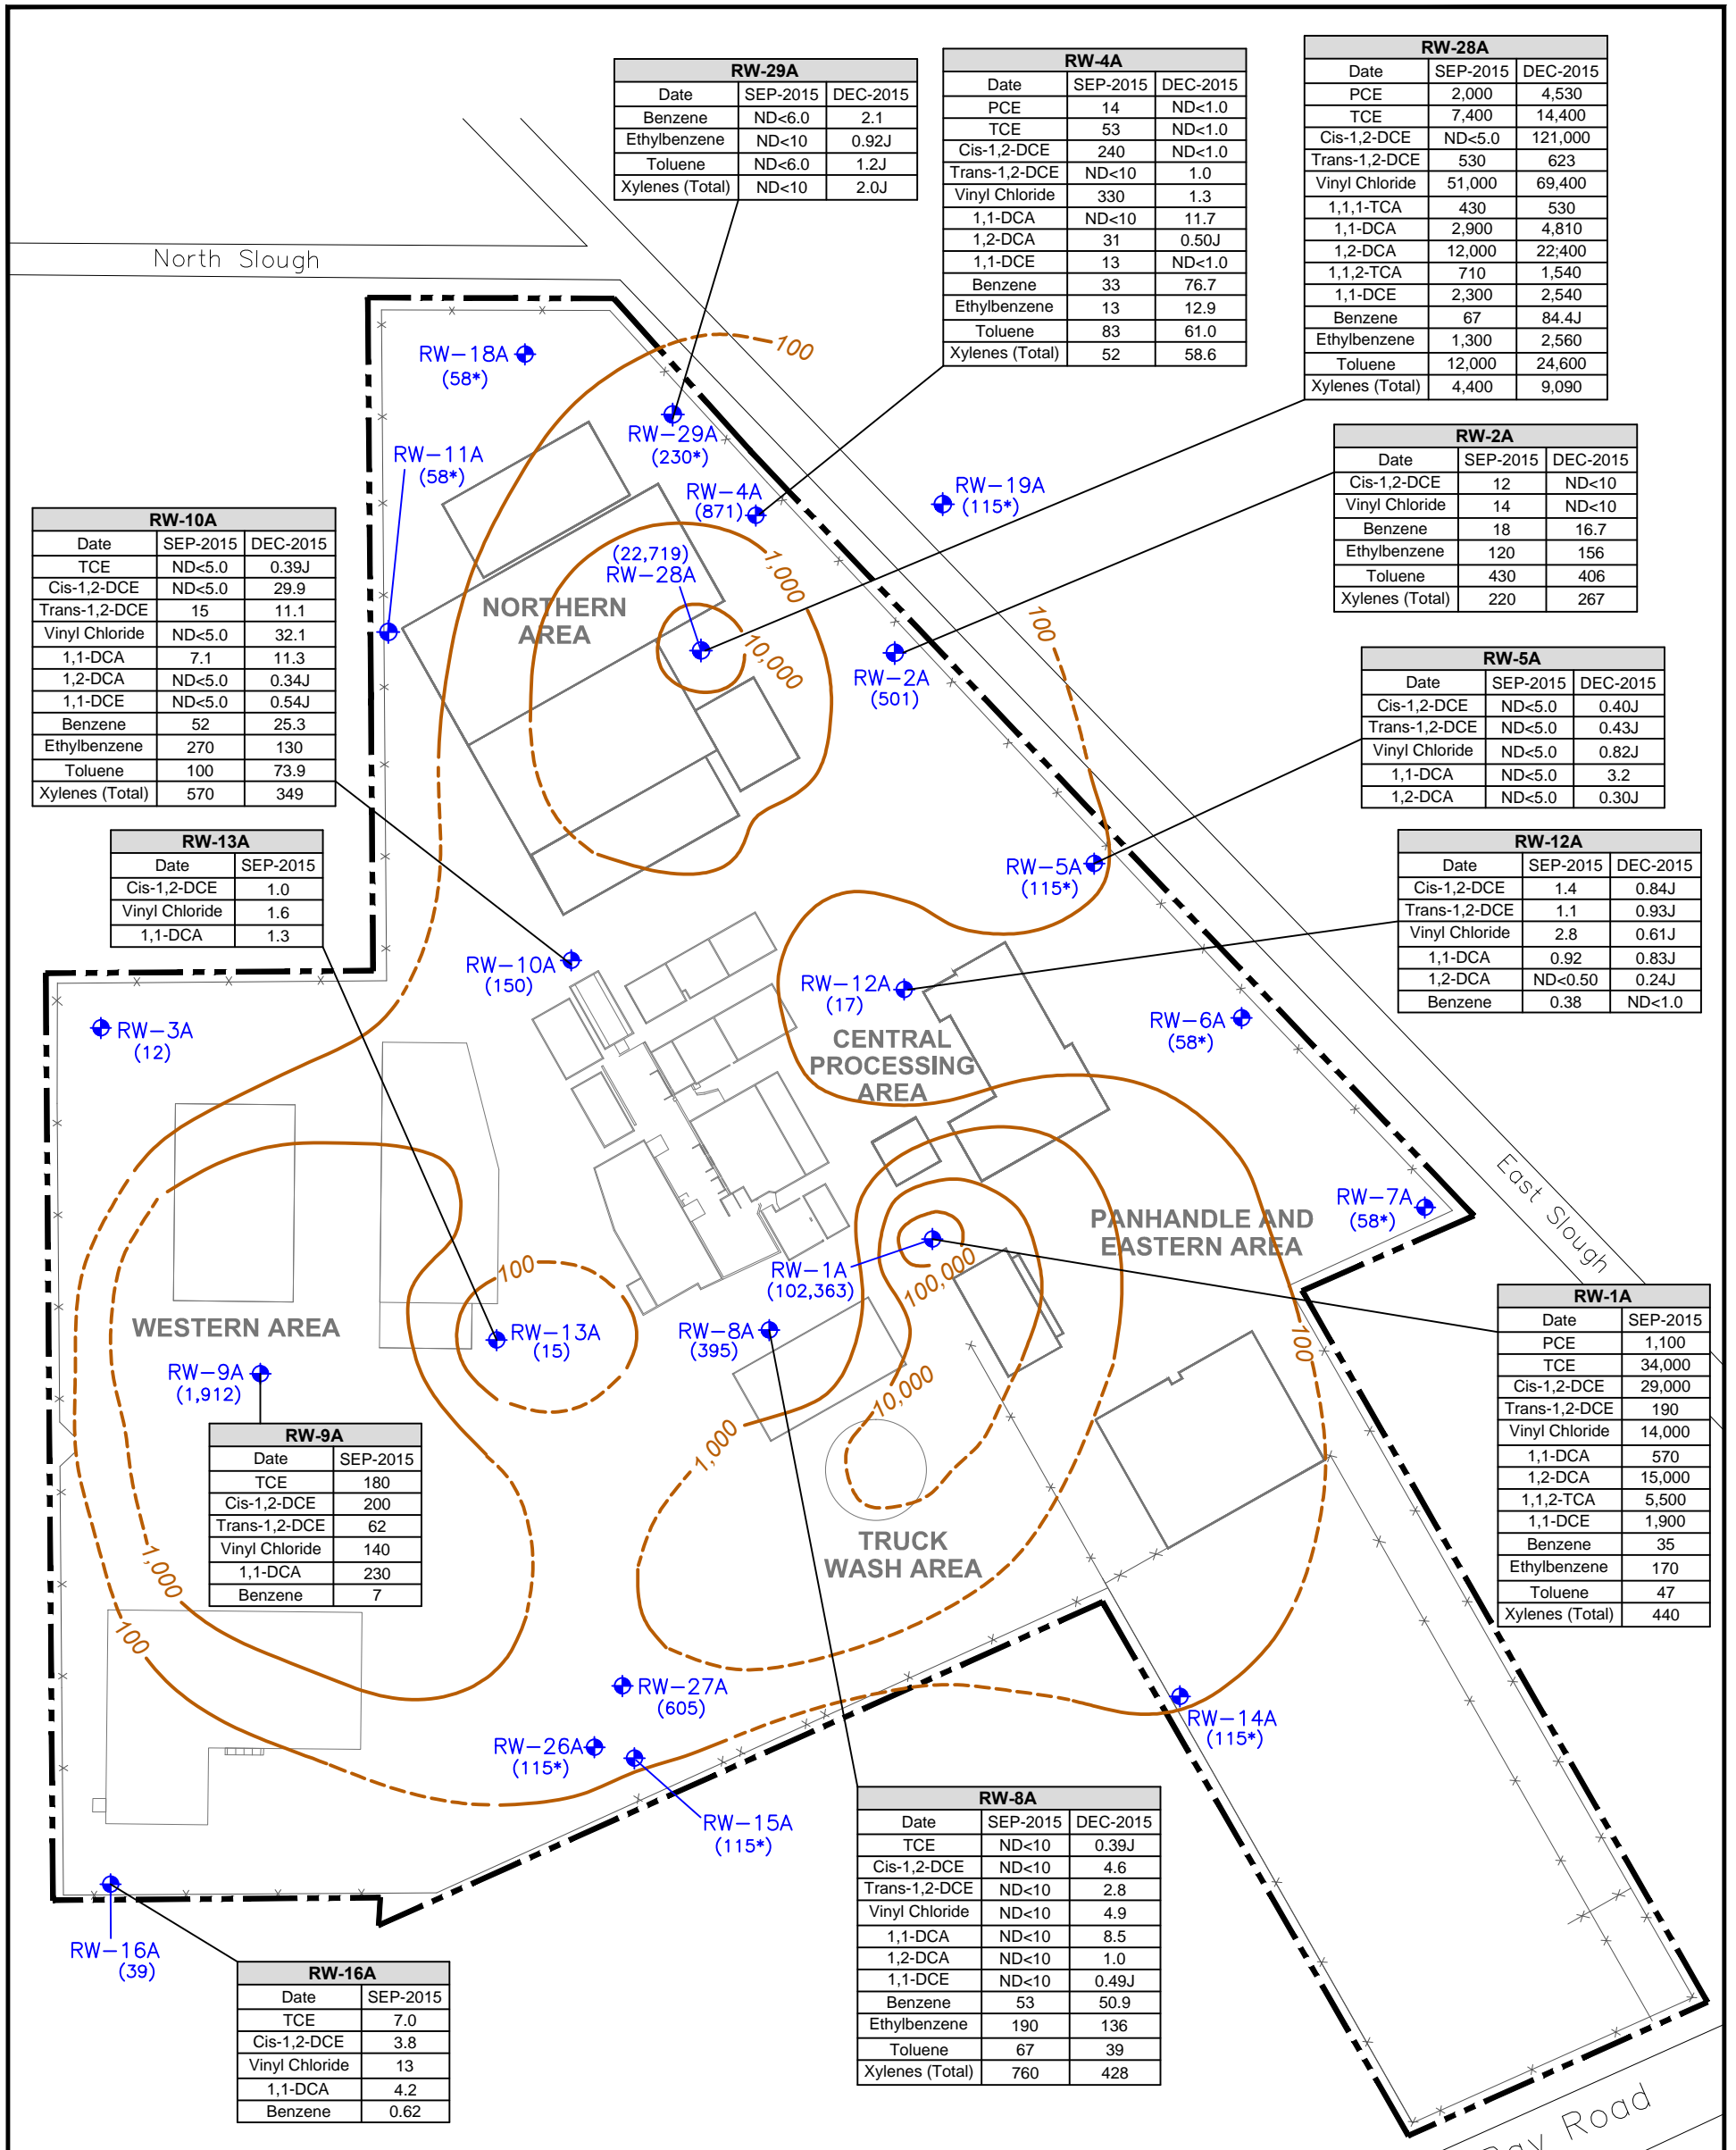 RW-29A
Date SEP-2015 DEC-2015
Benzene ND<6.0 2.1
Ethylbenzene ND<10 0.92J
Toluene ND<6.0 1.2J
Xylenes (Total) ND<10 2.0J
RW-4A
Date SEP-2015 DEC-2015
PCE 14 ND<1.0
TCE 53 ND<1.0
Cis-1,2-DCE 240 ND<1.0
Trans-1,2-DCE ND<10 1.0
Vinyl Chloride 330 1.3
1,1-DCA ND<10 11.7
1,2-DCA 31 0.50J
1,1-DCE 13 ND<1.0
Benzene 33 76.7
Ethylbenzene 13 12.9
Toluene 83 61.0
Xylenes (Total) 52 58.6
RW-28A
Date SEP-2015 DEC-2015
PCE 2,000 4,530
TCE 7,400 14,400
Cis-1,2-DCE ND<5.0 121,000
Trans-1,2-DCE 530 623
Vinyl Chloride 51,000 69,400
1,1,1-TCA 430 530
1,1-DCA 2,900 4,810
1,2-DCA 12,000 22;400
1,1,2-TCA 710 1,540
1,1-DCE 2,300 2,540
Benzene 67 84.4J
Ethylbenzene 1,300 2,560
Toluene 12,000 24,600
Xylenes (Total) 4,400 9,090
North Slough
RW-18A
(58*)
100
RW-29A
(230*)
RW-11A
(58*)
RW-4A
(871)
RW-19A
(115*)
RW-2A
Date SEP-2015 DEC-2015
Cis-1,2-DCE 12 ND<10
Vinyl Chloride 14 ND<10
Benzene 18 16.7
Ethylbenzene 120 156
Toluene 430 406
Xylenes (Total) 220 267
RW-10A
Date SEP-2015 DEC-2015
TCE ND<5.0 0.39J
Cis-1,2-DCE ND<5.0 29.9
Trans-1,2-DCE 15 11.1
Vinyl Chloride ND<5.0 32.1
1,1-DCA 7.1 11.3
1,2-DCA ND<5.0 0.34J
1,1-DCE ND<5.0 0.54J
Benzene 52 25.3
Ethylbenzene 270 130
Toluene 100 73.9
Xylenes (Total) 570 349
(22,719)
RW-28A
1,000
NORTHERN
AREA
10,000
100
RW-2A
(501)
RW-5A
Date SEP-2015 DEC-2015
Cis-1,2-DCE ND<5.0 0.40J
Trans-1,2-DCE ND<5.0 0.43J
Vinyl Chloride ND<5.0 0.82J
1,1-DCA ND<5.0 3.2
1,2-DCA ND<5.0 0.30J
RW-13A
Date SEP-2015
Cis-1,2-DCE 1.0
Vinyl Chloride 1.6
1,1-DCA 1.3
RW-5A
(115*)
RW-12A
Date SEP-2015 DEC-2015
Cis-1,2-DCE 1.4 0.84J
Trans-1,2-DCE 1.1 0.93J
Vinyl Chloride 2.8 0.61J
1,1-DCA 0.92 0.83J
1,2-DCA ND<0.50 0.24J
Benzene 0.38 ND<1.0
RW-10A
(150)
RW-12A
(17)
RW-3A
(12)
RW-6A
(58*)
CENTRAL
PROCESSING
AREA
East Slough
RW-7A
(58*)
PANHANDLE AND
EASTERN AREA
100
RW-1A
(102,363)
100,000
WESTERN AREA
RW-13A
(15)
RW-8A
(395)
100
RW-9A
(1,912)
10,000
1,000
RW-1A
Date SEP-2015
PCE 1,100
TCE 34,000
Cis-1,2-DCE 29,000
Trans-1,2-DCE 190
Vinyl Chloride 14,000
1,1-DCA 570
1,2-DCA 15,000
1,1,2-TCA 5,500
1,1-DCE 1,900
Benzene 35
Ethylbenzene 170
Toluene 47
Xylenes (Total) 440
RW-9A
Date SEP-2015
TCE 180
Cis-1,2-DCE 200
Trans-1,2-DCE 62
Vinyl Chloride 140
1,1-DCA 230
Benzene 7
1,000
100
TRUCK
WASH AREA
RW-27A
(605)
RW-26A
(115*)
RW-14A
(115*)
RW-15A
(115*)
RW-8A
Date SEP-2015 DEC-2015
TCE ND<10 0.39J
Cis-1,2-DCE ND<10 4.6
Trans-1,2-DCE ND<10 2.8
Vinyl Chloride ND<10 4.9
1,1-DCA ND<10 8.5
1,2-DCA ND<10 1.0
1,1-DCE ND<10 0.49J
Benzene 53 50.9
Ethylbenzene 190 136
Toluene 67 39
Xylenes (Total) 760 428
RW-16A
(39)
RW-16A
Date SEP-2015
TCE 7.0
Cis-1,2-DCE 3.8
Vinyl Chloride 13
1,1-DCA 4.2
Benzene 0.62
Bay Road